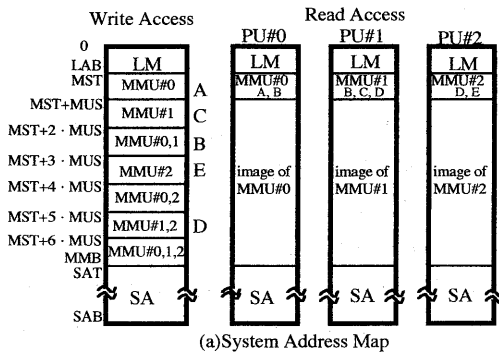 Write Access
Read Access
PU#0 PU#1 PU#2
0
LAB LM LM LM LM
MST MMU#0 A MMU#0 A, B MMU#1 B, C, D MMU#2 D, E
MST+MUS MMU#1 C
MST+2 · MUS MMU#0,1 B
MST+3 · MUS MMU#2 E image of MMU#0 image of MMU#1 image of MMU#2
MST+4 · MUS MMU#0,2
MST+5 · MUS MMU#1,2 D
MST+6 · MUS MMU#0,1,2
MMB
SAT
SA SA SA SA
SAB
(a)System Address Map